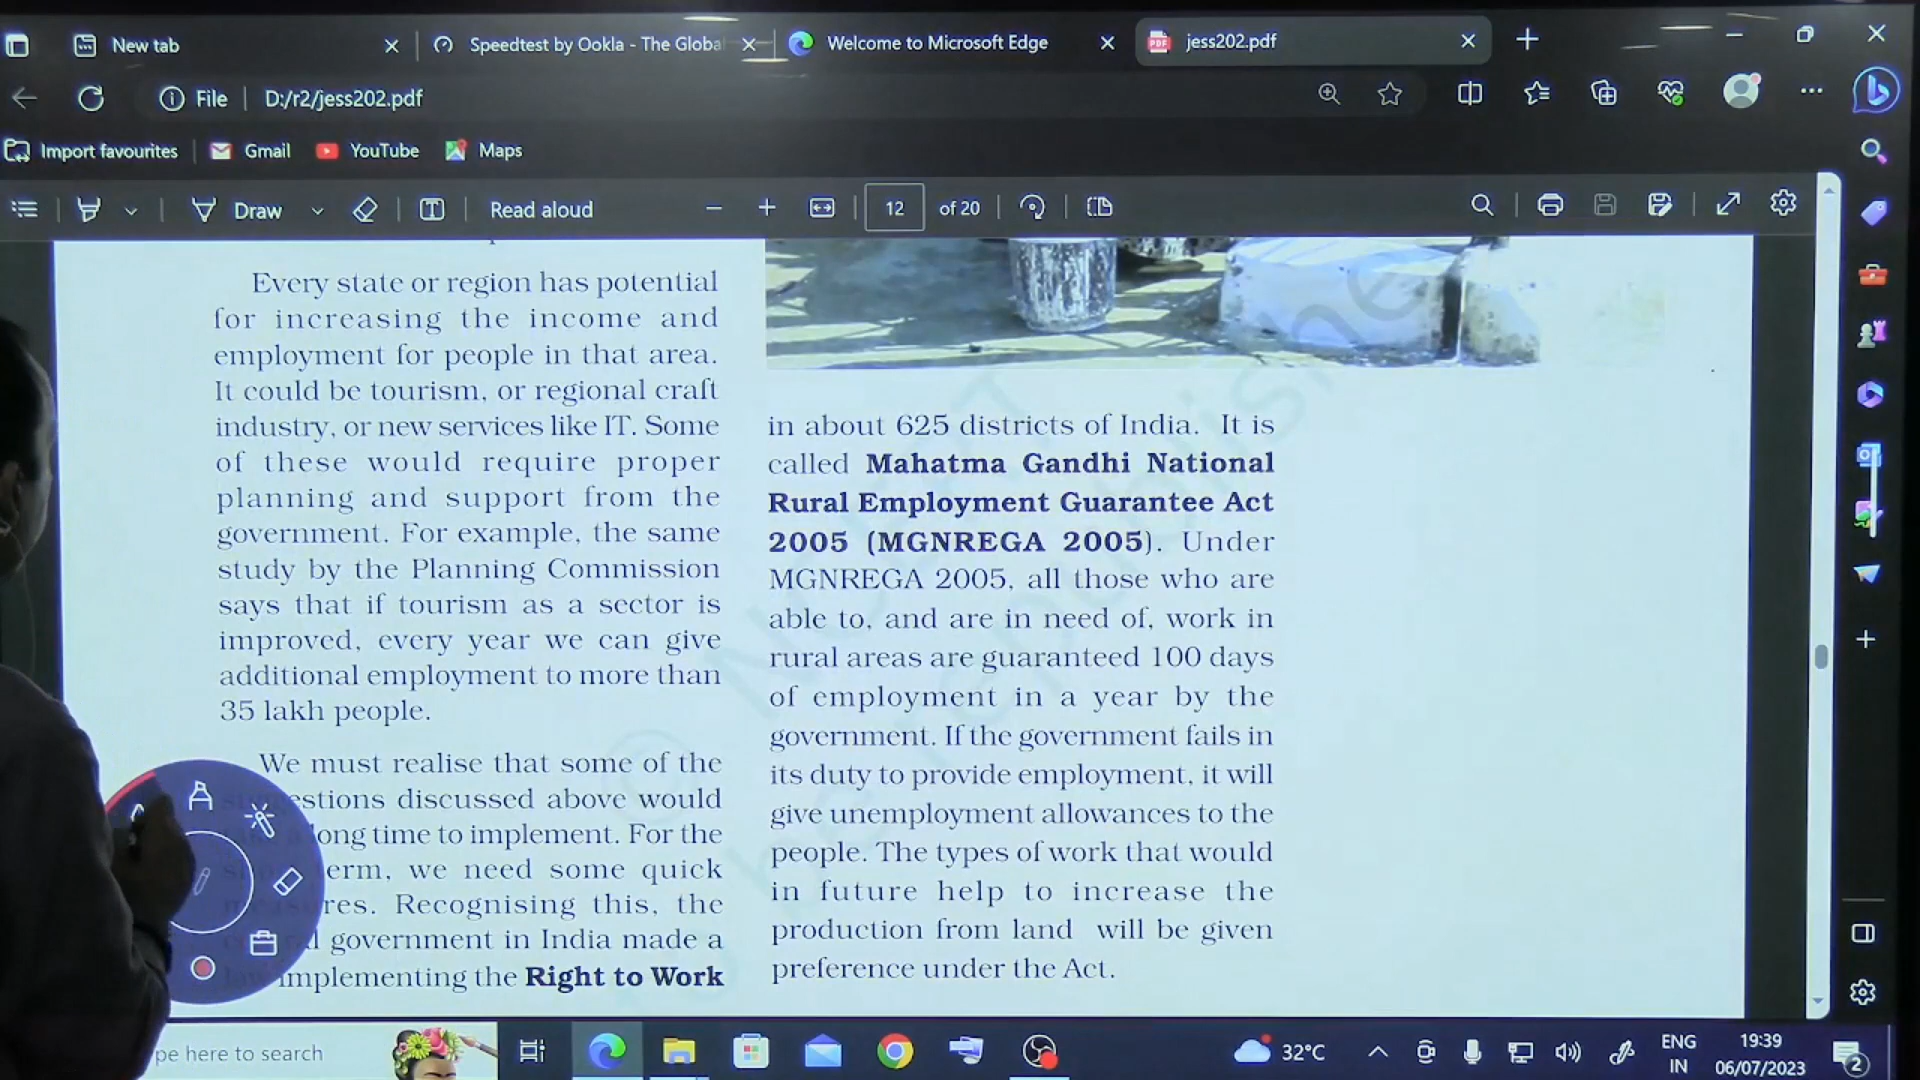 New tab
Speedtest by Ookla - The Globa
Welcome to Microsoft Edge
jess202.pdf
File
D:/r2/jess202.pdf
Import favourites
Gmail
YouTube
Maps
Draw
Read aloud
12
of 20
Every state or region has potential
for increasing the income and
employment for people in that area.
It could be tourism, or regional craft
industry, or new services like IT. Some
of these would require proper
planning and support from the
government. For example, the same
study by the Planning Commission
says that if tourism as a sector is
improved, every year we can give
additional employment to more than
35 lakh people.
We must realise that some of the
estions discussed above would
long time to implement. For the
erm, we need some quick
res. Recognising this, the
l government in India made a
implementing the Right to Work
in about 625 districts of India. It is
called Mahatma Gandhi National
Rural Employment Guarantee Act
2005 (MGNREGA 2005). Under
MGNREGA 2005, all those who are
able to, and are in need of, work in
rural areas are guaranteed 100 days
of employment in a year by the
government. If the government fails in
its duty to provide employment, it will
give unemployment allowances to the
people. The types of work that would
in future help to increase the
production from land will be given
preference under the Act.
pe here to search
32°C
ENG
IN
19:39
06/07/2023
2